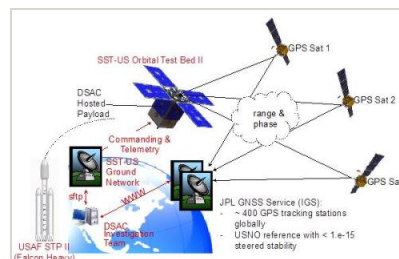 SST-US Orbital Test Bed II
GPS Sat 1
DSAC
Hosted
Payload
GPS Sat 2
range &
phase
Commanding &
Telemetry
SST-US
Ground
Network
GPS Sa
sftp
WWW
JPL GNSS Service (IGS):
- ~ 400 GPS tracking stations
globally
- USNO reference with < 1.e-15
steered stability
DSAC
Investigation
Team
USAF STP II
(Falcon Heavy)